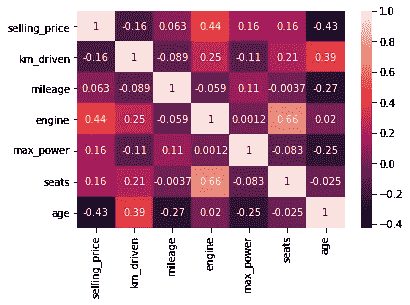 selling_price 1 -0.16 0.063 0.44 0.16 0.16 -0.43
km_driven -0.16 1 -0.089 0.25 -0.11 0.21 0.39
mileage 0.063 -0.089 1 -0.059 0.11 -0.0037 -0.27
engine 0.44 0.25 -0.059 1 0.0012 0.66 0.02
max_power 0.16 -0.11 0.11 0.0012 1 -0.083 -0.25
seats 0.16 0.21 -0.0037 0.66 -0.083 1 -0.025
age -0.43 0.39 -0.27 0.02 -0.25 -0.025 1
selling_price
km_driven
mileage
engine
max_power
seats
age
1.0
0.8
0.6
0.4
0.2
0.0
-0.2
-0.4